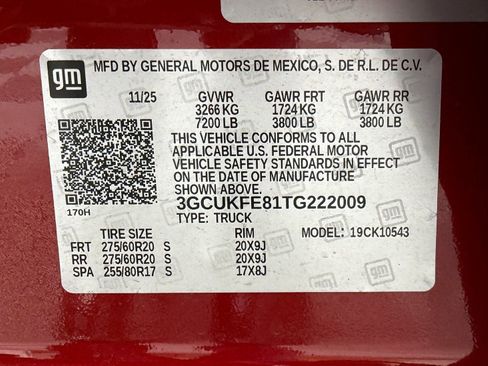 gm MFD BY GENERAL MOTORS DE MEXICO, S. DE R.L. DE C.V.
11/25 GVWR GAWR FRT GAWR RR
3266 KG 1724 KG 1724 KG
7200 LB 3800 LB 3800 LB
THIS VEHICLE CONFORMS TO ALL
APPLICABLE U.S. FEDERAL MOTOR
VEHICLE SAFETY STANDARDS IN EFFECT
ON THE DATE OF MANUFACTURE
SHOWN ABOVE.
3GCUKFE81TG222009
170H TYPE: TRUCK MODEL: 19CK10543
TIRE SIZE RIM
FRT 275/60R20 S 20X9J
RR 275/60R20 S 20X9J
SPA 255/80R17 S 17X8J